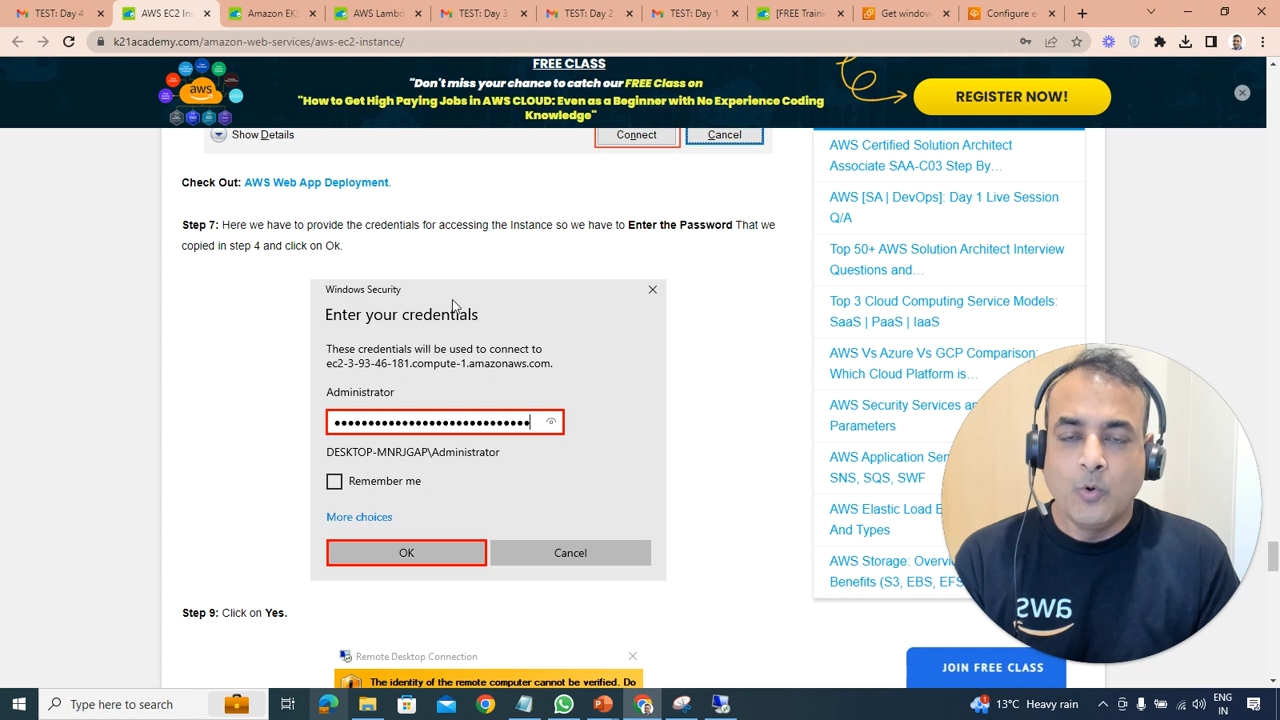 TEST: Day 4
AWS EC2 Ins
Amazon EKS
AWS Lambd
TEST: Day 3
TEST: Day 2
TEST: Day 1
[FREE Trainin
Get window
Configure e
k21academy.com/amazon-web-services/aws-ec2-instance/
aws
FREE CLASS
"Don't miss your chance to catch our FREE Class on
"How to Get High Paying Jobs in AWS CLOUD: Even as a Beginner with No Experience Coding
Knowledge"
REGISTER NOW!
Show Details
Connect
Cancel
Check Out: AWS Web App Deployment.
Step 7: Here we have to provide the credentials for accessing the Instance so we have to Enter the Password That we
copied in step 4 and click on Ok.
Windows Security
Enter your credentials
These credentials will be used to connect to
ec2-3-93-46-181.compute-1.amazonaws.com.
Administrator
DESKTOP-MNRJGAP\Administrator
Remember me
More choices
OK
Cancel
Step 9: Click on Yes.
Remote Desktop Connection
The identity of the remote computer cannot be verified. Do
AWS Certified Solution Architect
Associate SAA-C03 Step By…
AWS [SA | DevOps]: Day 1 Live Session
Q/A
Top 50+ AWS Solution Architect Interview
Questions and…
Top 3 Cloud Computing Service Models:
SaaS | PaaS | IaaS
AWS Vs Azure Vs GCP Comparison:
Which Cloud Platform is…
AWS Security Services an
Parameters
AWS Application Ser
SNS, SQS, SWF
AWS Elastic Load B
And Types
AWS Storage: Overvi
Benefits (S3, EBS, EFS
aws
JOIN FREE CLASS
Type here to search
13°C Heavy rain
ENG
IN